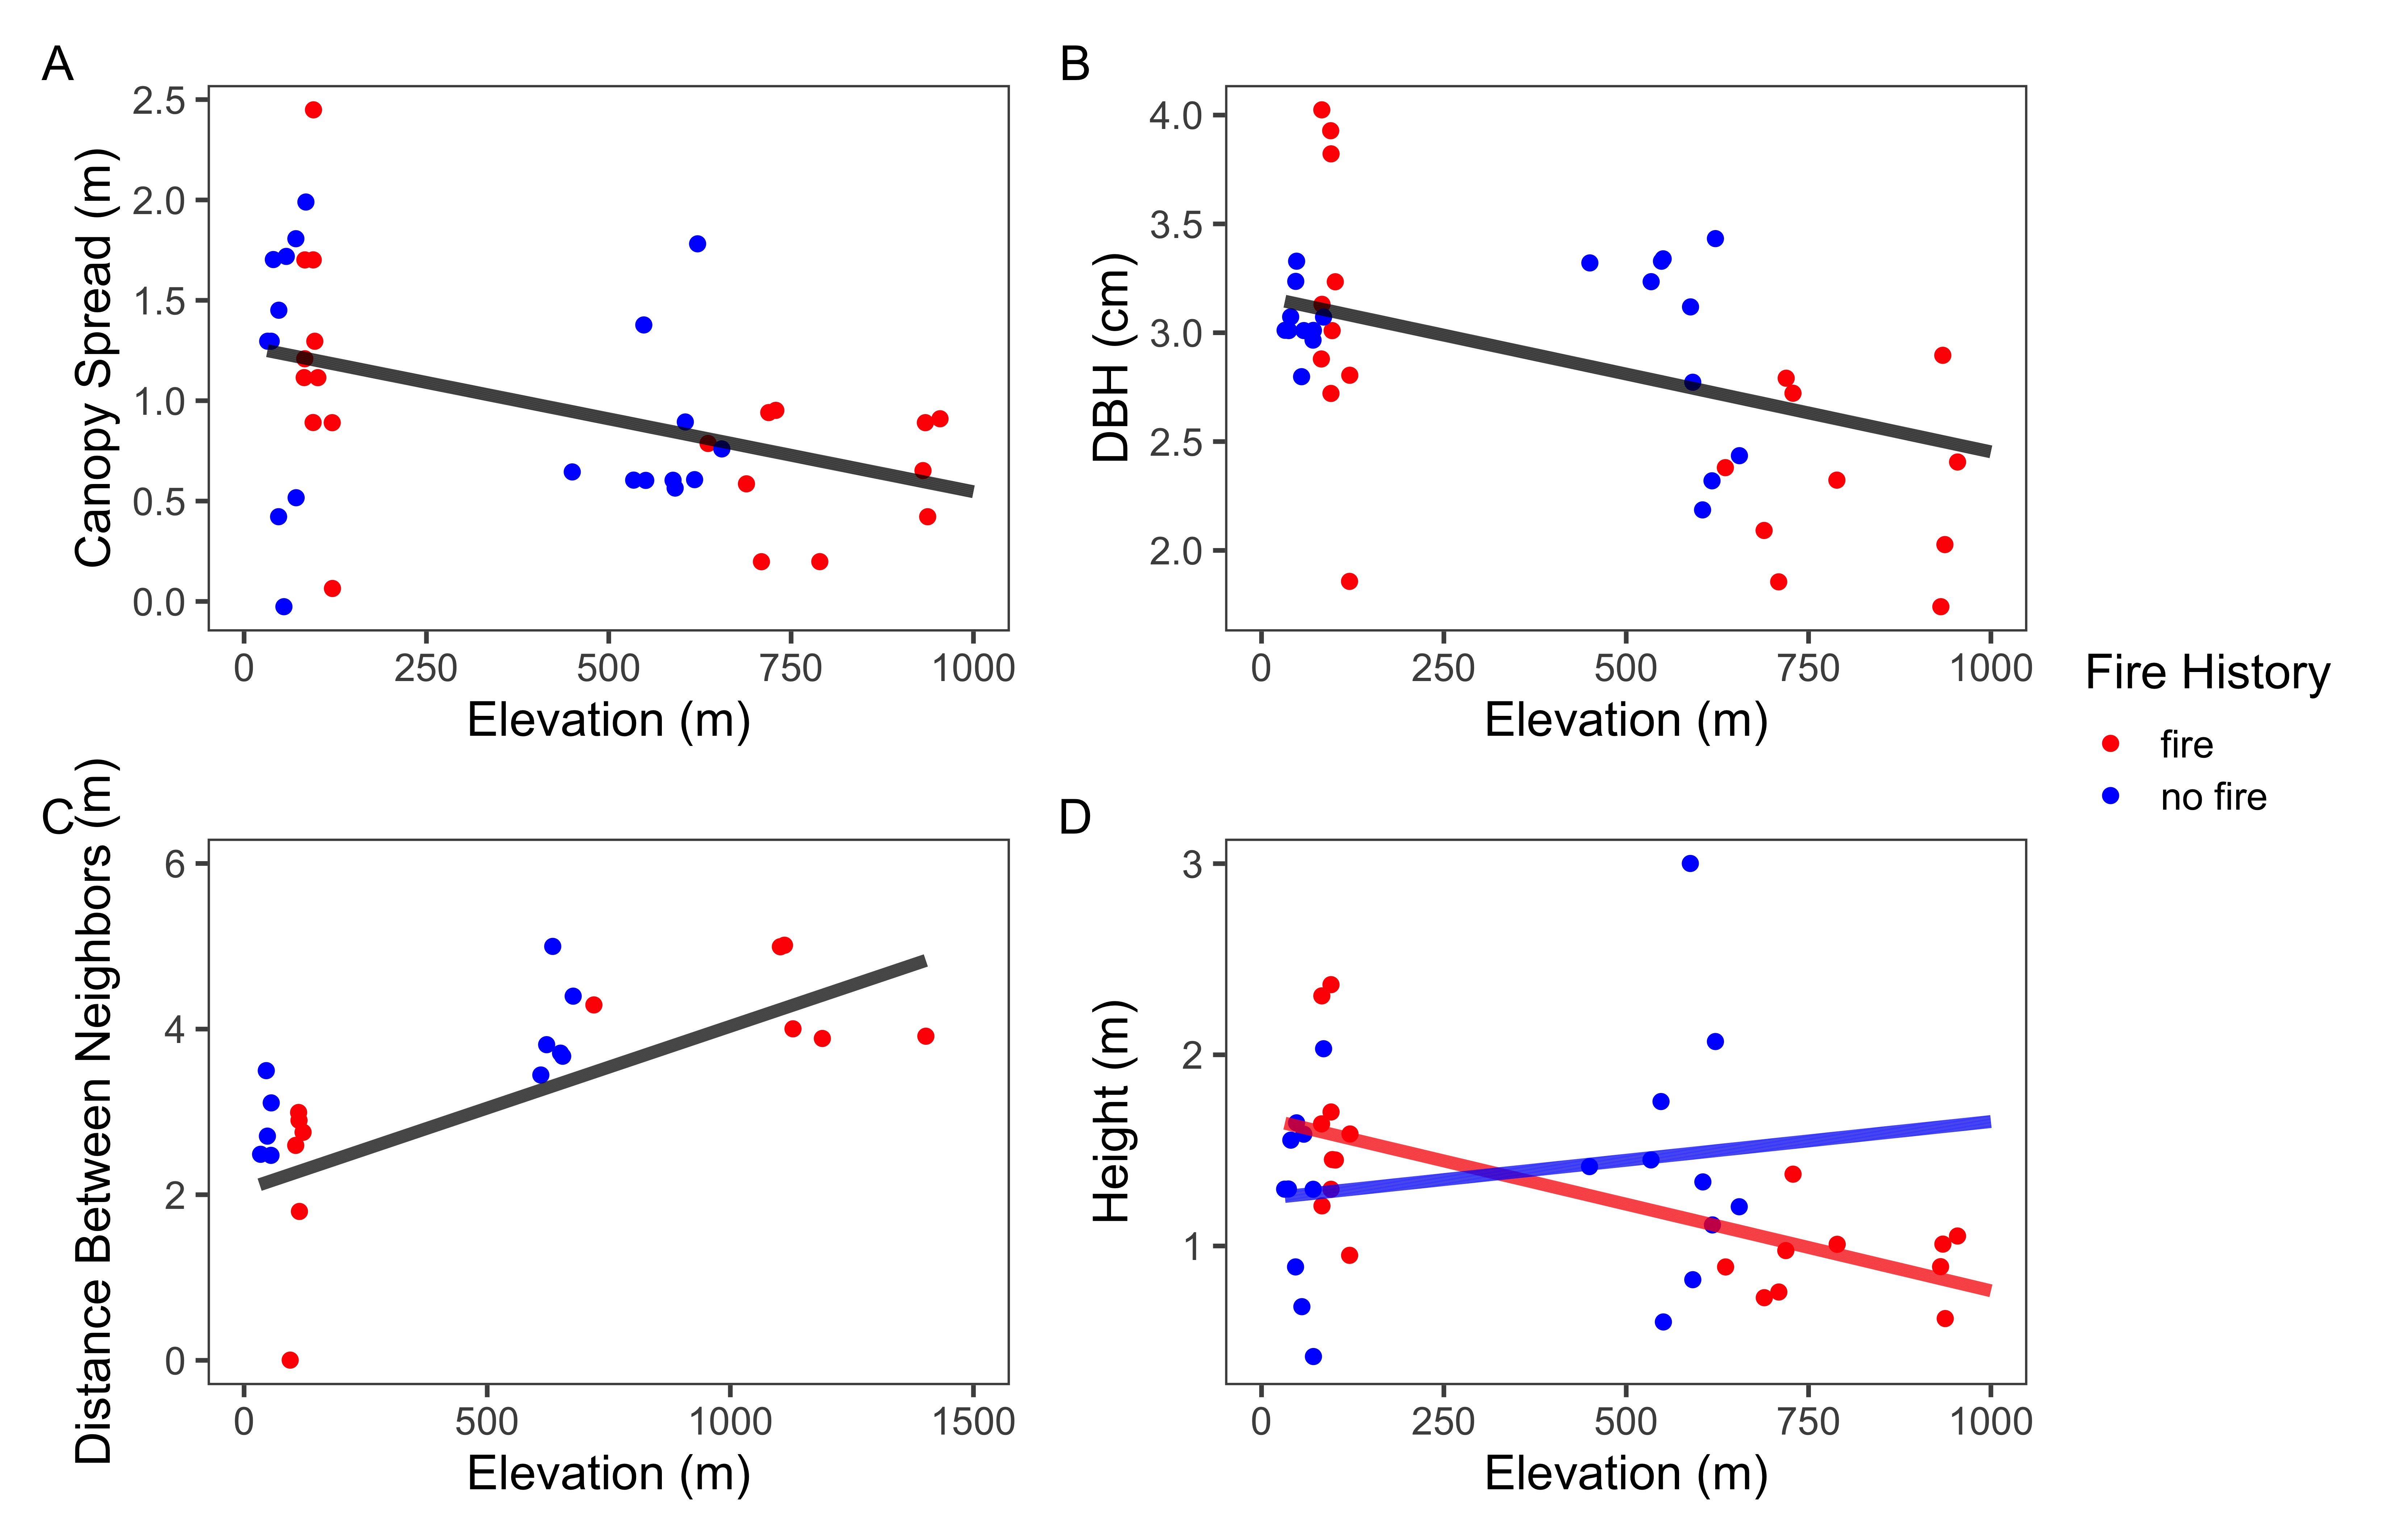 A
2.5
2.0
1.5
1.0
0.5
0.0
Canopy Spread (m)
0 250 500 750 1000
Elevation (m)
B
4.0
3.5
3.0
2.5
2.0
DBH (cm)
0 250 500 750 1000
Elevation (m)
C
6
4
2
0
Distance Between Neighbors (m)
0 500 1000 1500
Elevation (m)
D
3
2
1
Height (m)
0 250 500 750 1000
Elevation (m)
Fire History
fire
no fire